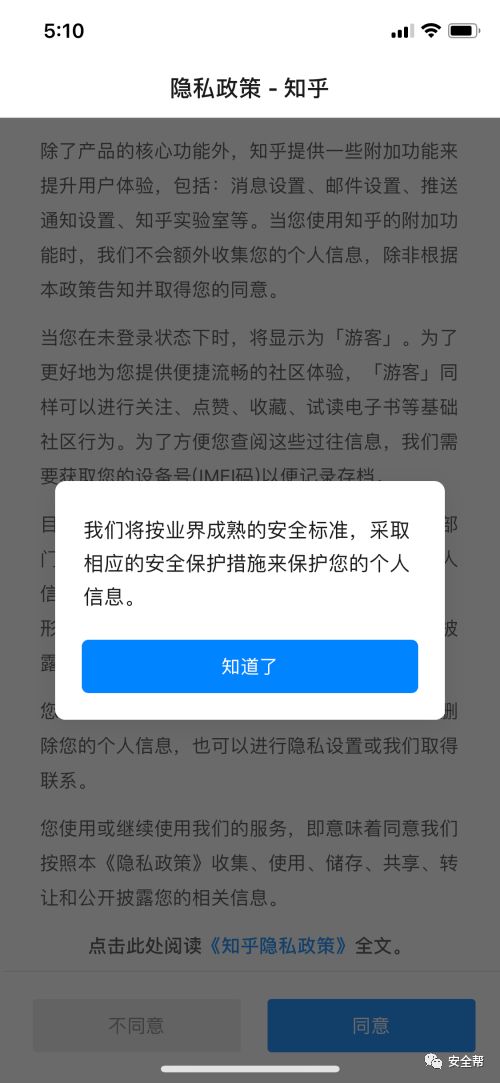 5:10
隐私政策 - 知乎
除了产品的核心功能外，知乎提供一些附加功能来
提升用户体验，包括：消息设置、邮件设置、推送
通知设置、知乎实验室等。当您使用知乎的附加功
能时，我们不会额外收集您的个人信息，除非根据
本政策告知并取得您的同意。
当您在未登录状态下时，将显示为「游客」。为了
更好地为您提供便捷流畅的社区体验，「游客」同
样可以进行关注、点赞、收藏、试读电子书等基础
社区行为。为了方便您查阅这些过往信息，我们需
要获取您的设备号(IMEI码)以便记录存档。
部
人
信
露
我们将按业界成熟的安全标准，采取
相应的安全保护措施来保护您的个人
信息。
知道了
删
除您的个人信息，也可以进行隐私设置或我们取得
联系。
您使用或继续使用我们的服务，即意味着同意我们
按照本《隐私政策》收集、使用、储存、共享、转
让和公开披露您的相关信息。
点击此处阅读《知乎隐私政策》全文。
不同意
同意
安全帮